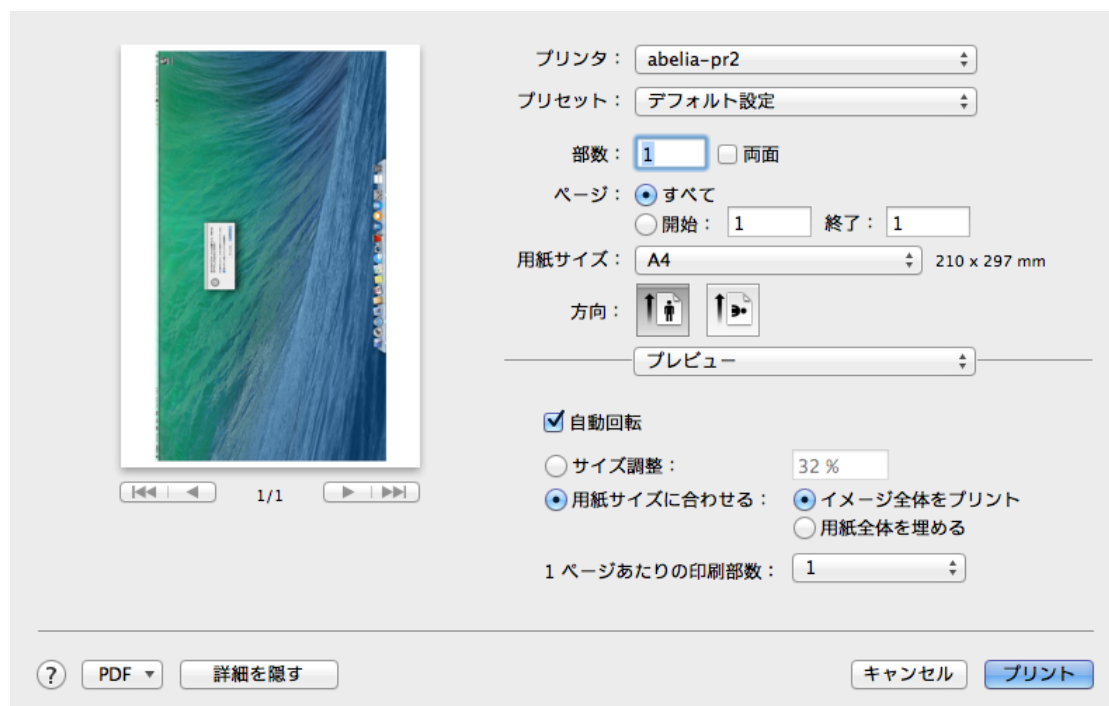 プリンタ： abelia-pr2
プリセット： デフォルト設定
部数： 1 両面
ページ： すべて
開始： 1 終了： 1
用紙サイズ： A4 210 x 297 mm
方向：
プレビュー
自動回転
サイズ調整： 32 %
用紙サイズに合わせる： イメージ全体をプリント
用紙全体を埋める
1/1
1 ページあたりの印刷部数： 1
? PDF 詳細を隠す キャンセル プリント